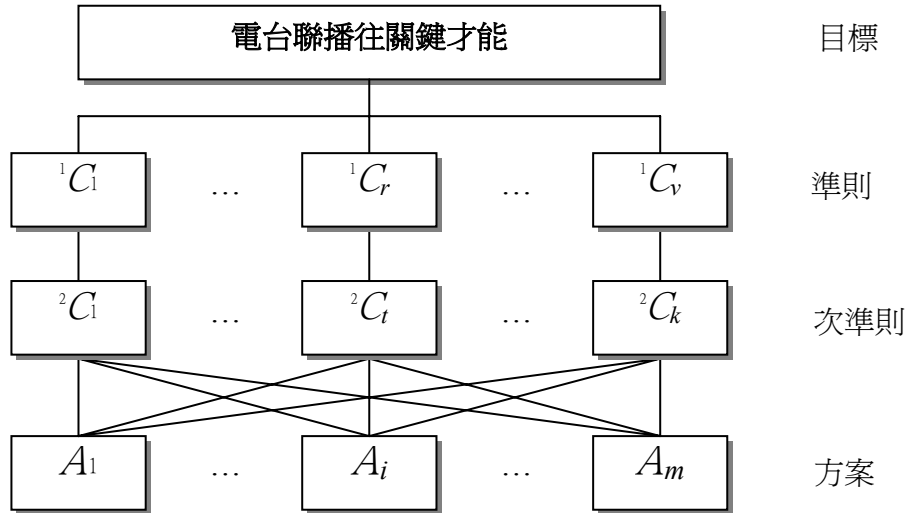 電台聯播往關鍵才能 目標
¹C₁ … ¹Cᵣ … ¹Cᵥ 準則
²C₁ … ²Cₜ … ²Cₖ 次準則
A₁ … Aᵢ … Aₘ 方案